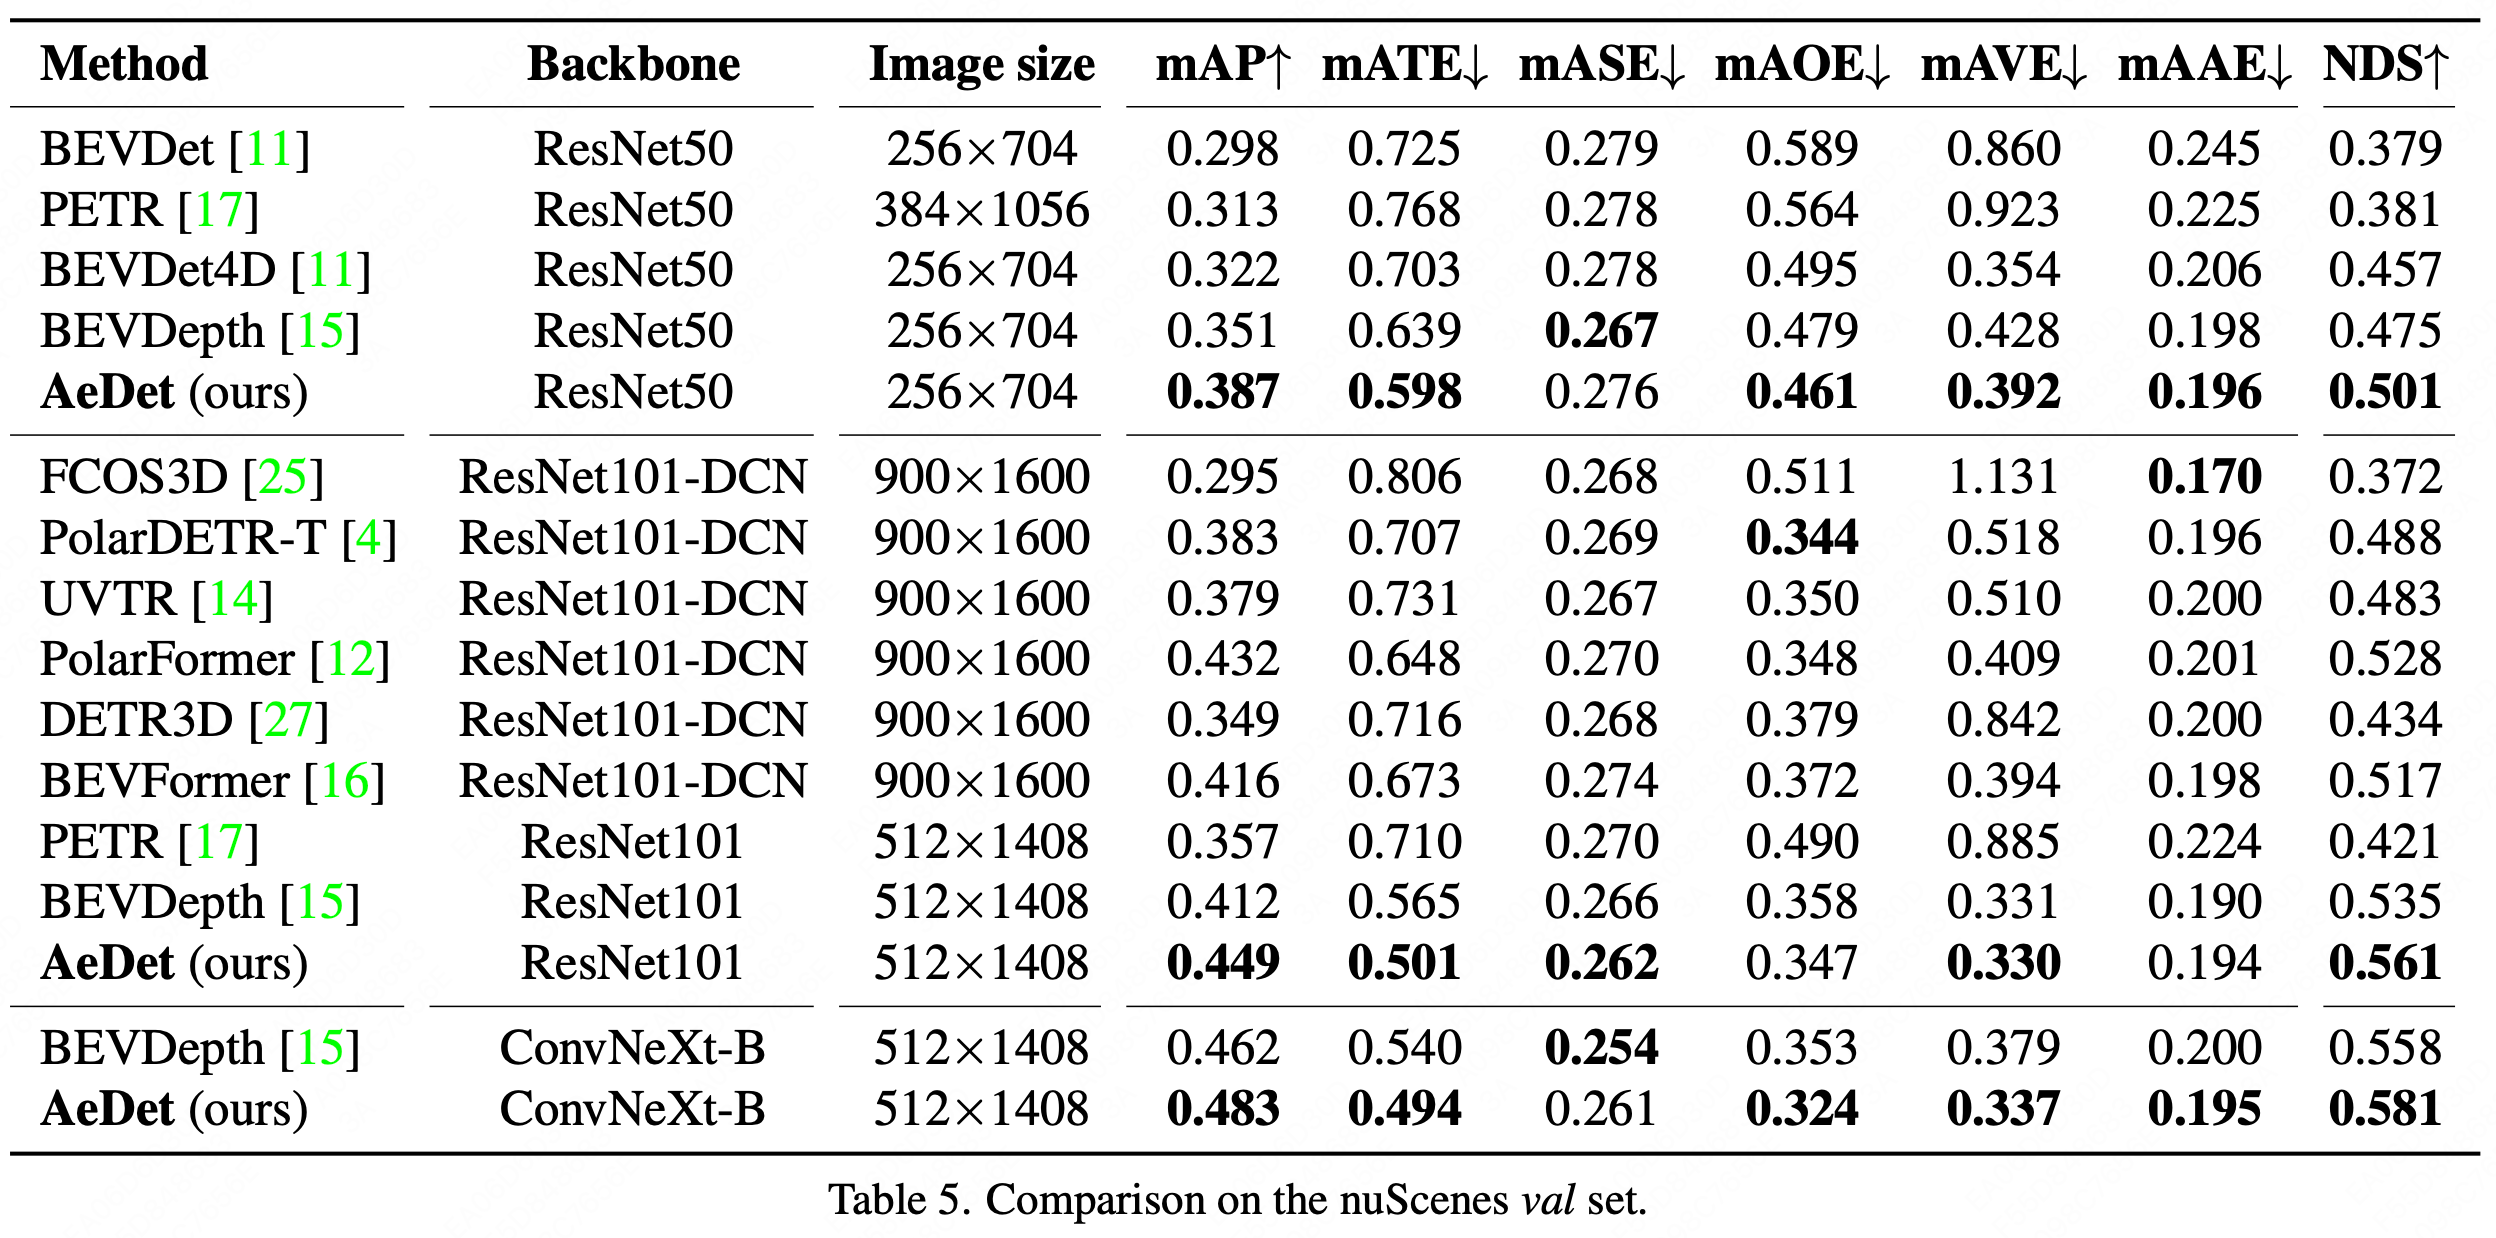 Method Backbone Image size mAP↑ mATE↓ mASE↓ mAOE↓ mAVE↓ mAAE↓ NDS↑
BEVDet [11] ResNet50 256×704 0.298 0.725 0.279 0.589 0.860 0.245 0.379
PETR [17] ResNet50 384×1056 0.313 0.768 0.278 0.564 0.923 0.225 0.381
BEVDet4D [11] ResNet50 256×704 0.322 0.703 0.278 0.495 0.354 0.206 0.457
BEVDepth [15] ResNet50 256×704 0.351 0.639 0.267 0.479 0.428 0.198 0.475
AeDet (ours) ResNet50 256×704 0.387 0.598 0.276 0.461 0.392 0.196 0.501
FCOS3D [25] ResNet101-DCN 900×1600 0.295 0.806 0.268 0.511 1.131 0.170 0.372
PolarDETR-T [4] ResNet101-DCN 900×1600 0.383 0.707 0.269 0.344 0.518 0.196 0.488
UVTR [14] ResNet101-DCN 900×1600 0.379 0.731 0.267 0.350 0.510 0.200 0.483
PolarFormer [12] ResNet101-DCN 900×1600 0.432 0.648 0.270 0.348 0.409 0.201 0.528
DETR3D [27] ResNet101-DCN 900×1600 0.349 0.716 0.268 0.379 0.842 0.200 0.434
BEVFormer [16] ResNet101-DCN 900×1600 0.416 0.673 0.274 0.372 0.394 0.198 0.517
PETR [17] ResNet101 512×1408 0.357 0.710 0.270 0.490 0.885 0.224 0.421
BEVDepth [15] ResNet101 512×1408 0.412 0.565 0.266 0.358 0.331 0.190 0.535
AeDet (ours) ResNet101 512×1408 0.449 0.501 0.262 0.347 0.330 0.194 0.561
BEVDepth [15] ConvNeXt-B 512×1408 0.462 0.540 0.254 0.353 0.379 0.200 0.558
AeDet (ours) ConvNeXt-B 512×1408 0.483 0.494 0.261 0.324 0.337 0.195 0.581
Table 5. Comparison on the nuScenes val set.